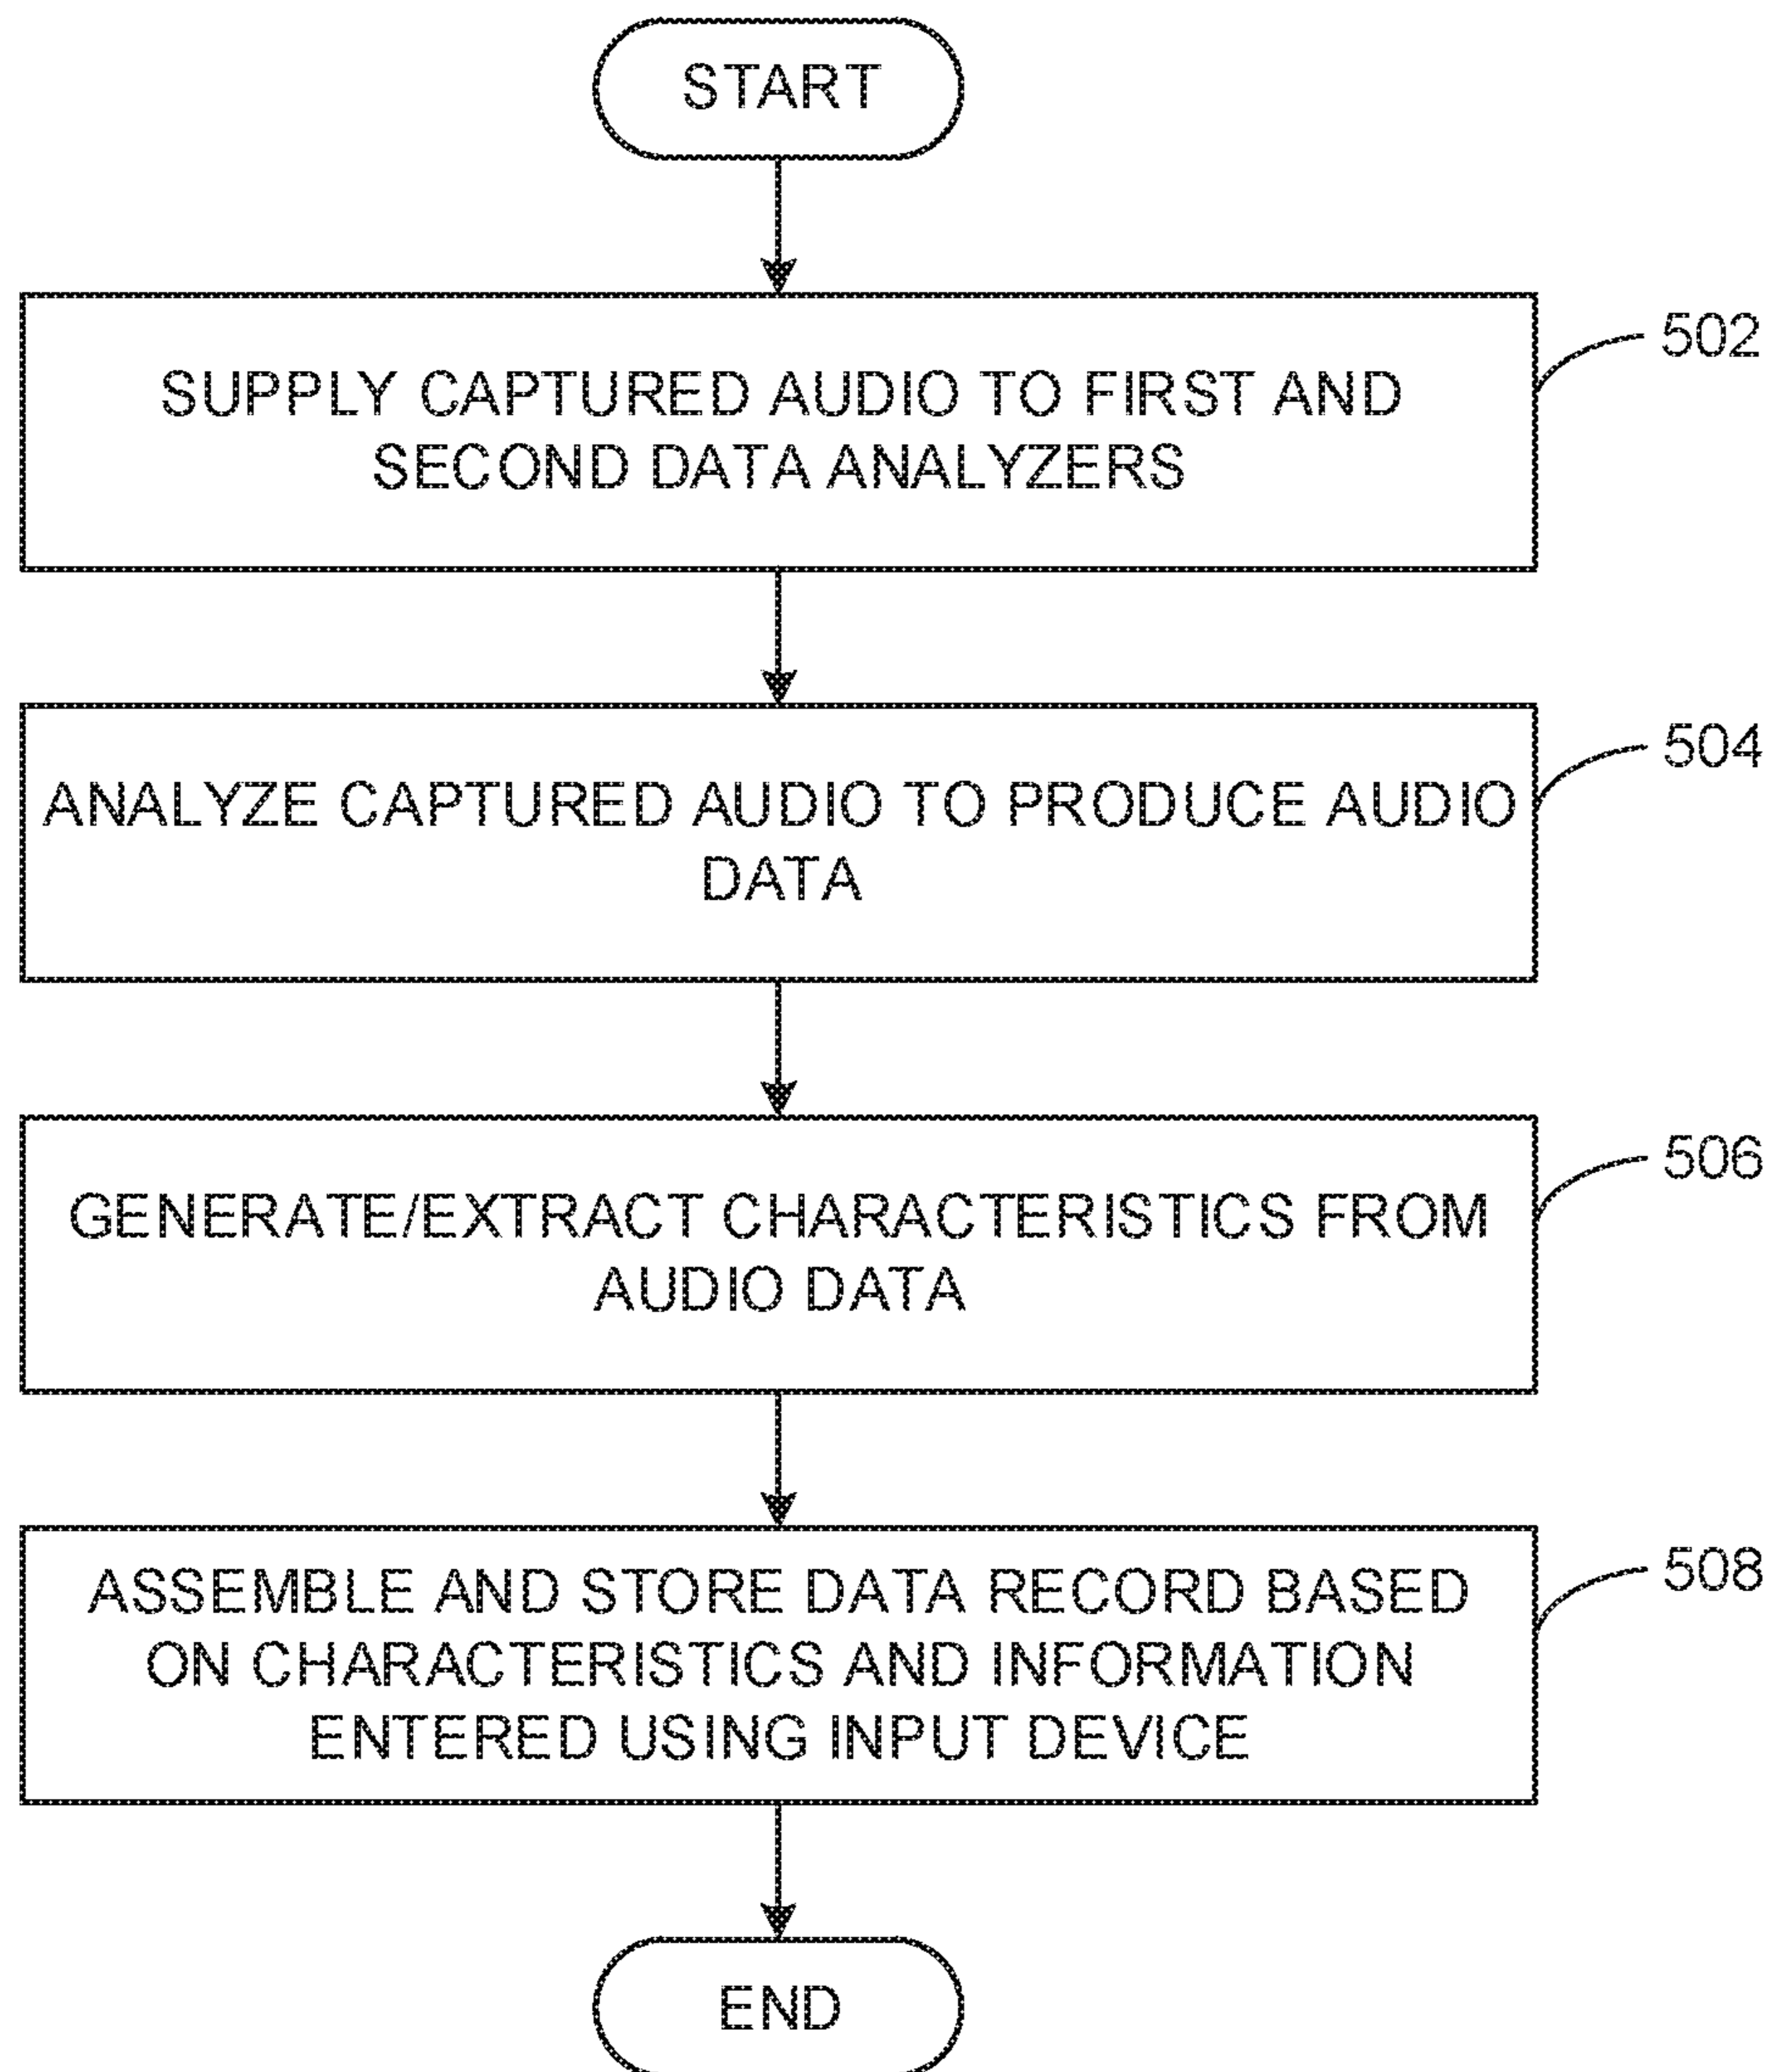 START
SUPPLY CAPTURED AUDIO TO FIRST AND
SECOND DATA ANALYZERS
502
ANALYZE CAPTURED AUDIO TO PRODUCE AUDIO
DATA
504
GENERATE/EXTRACT CHARACTERISTICS FROM
AUDIO DATA
506
ASSEMBLE AND STORE DATA RECORD BASED
ON CHARACTERISTICS AND INFORMATION
ENTERED USING INPUT DEVICE
508
END